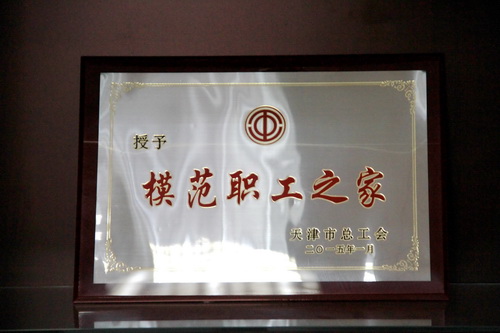 授予
模范职工之家
天津市总工会
二〇一五年一月